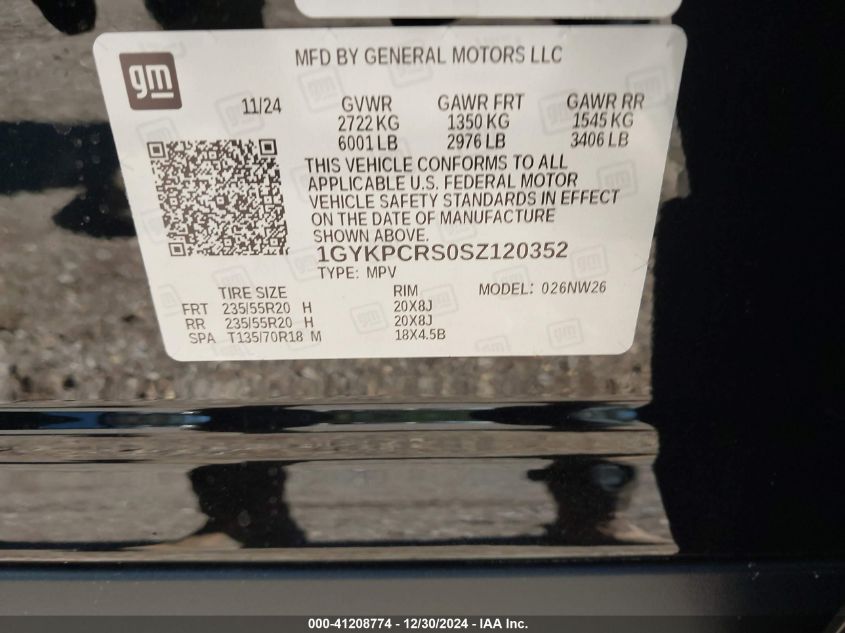 gm
MFD BY GENERAL MOTORS LLC
11/24
GVWR GAWR FRT GAWR RR
2722 KG 1350 KG 1545 KG
6001 LB 2976 LB 3406 LB
THIS VEHICLE CONFORMS TO ALL
APPLICABLE U.S. FEDERAL MOTOR
VEHICLE SAFETY STANDARDS IN EFFECT
ON THE DATE OF MANUFACTURE
SHOWN ABOVE.
1GYKPCRS0SZ120352
TYPE: MPV
TIRE SIZE RIM MODEL: 026NW26
FRT 235/55R20 H 20X8J
RR 235/55R20 H 20X8J
SPA T135/70R18 M 18X4.5B
000-41208774 - 12/30/2024 - IAA Inc.